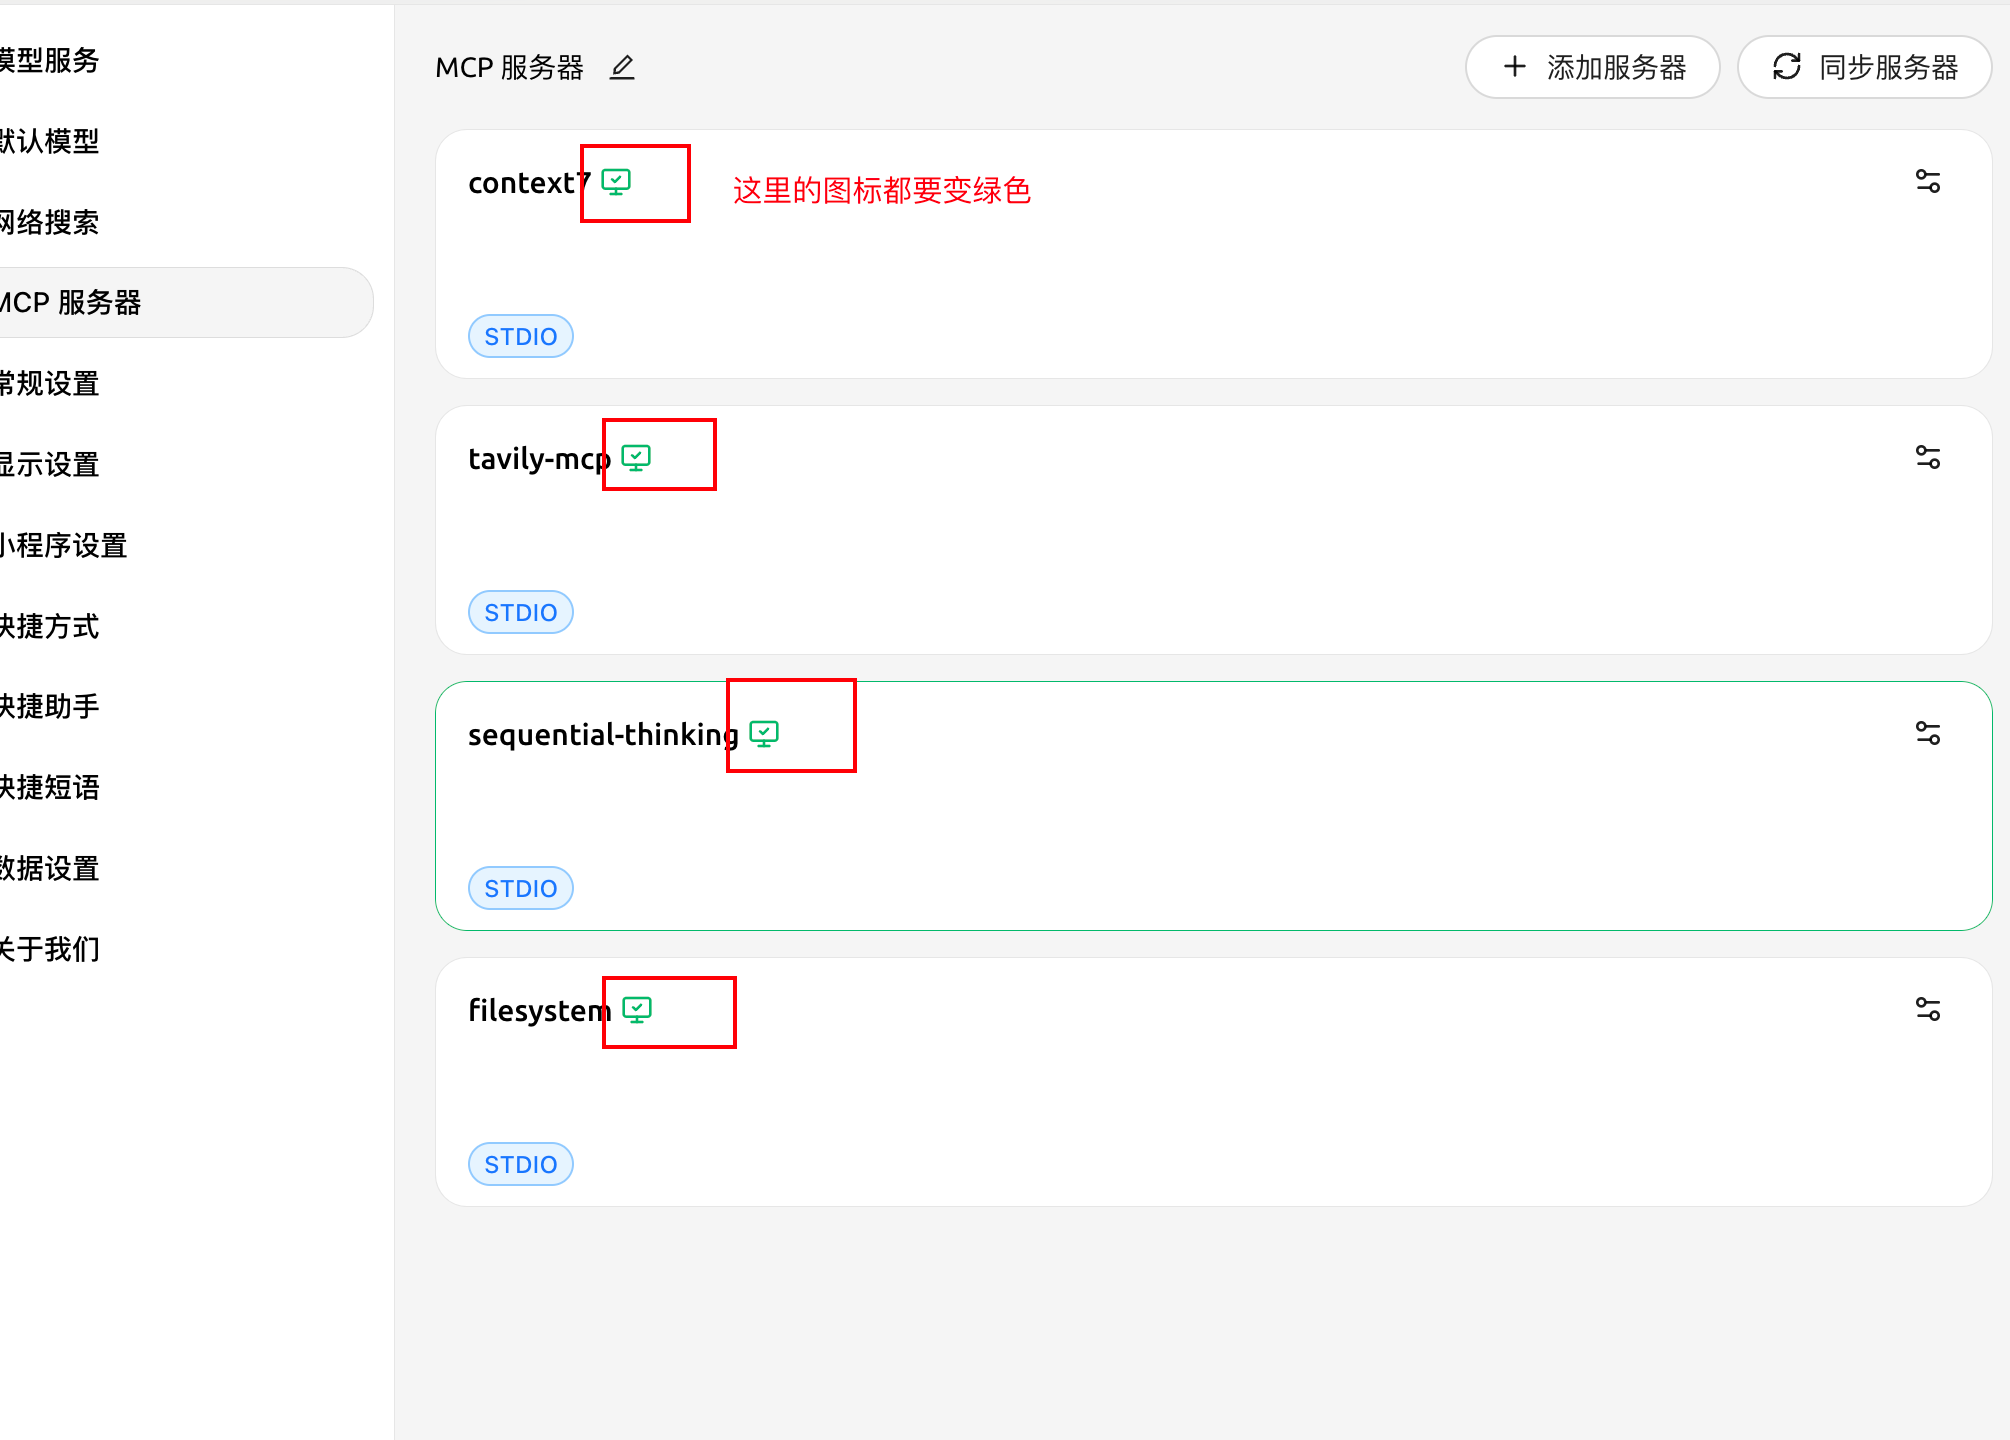 模型服务
默认模型
网络搜索
MCP 服务器
常规设置
显示设置
小程序设置
快捷方式
快捷助手
快捷短语
数据设置
关于我们
MCP 服务器
添加服务器
同步服务器
context7
这里的图标都要变绿色
STDIO
tavily-mcp
STDIO
sequential-thinking
STDIO
filesystem
STDIO